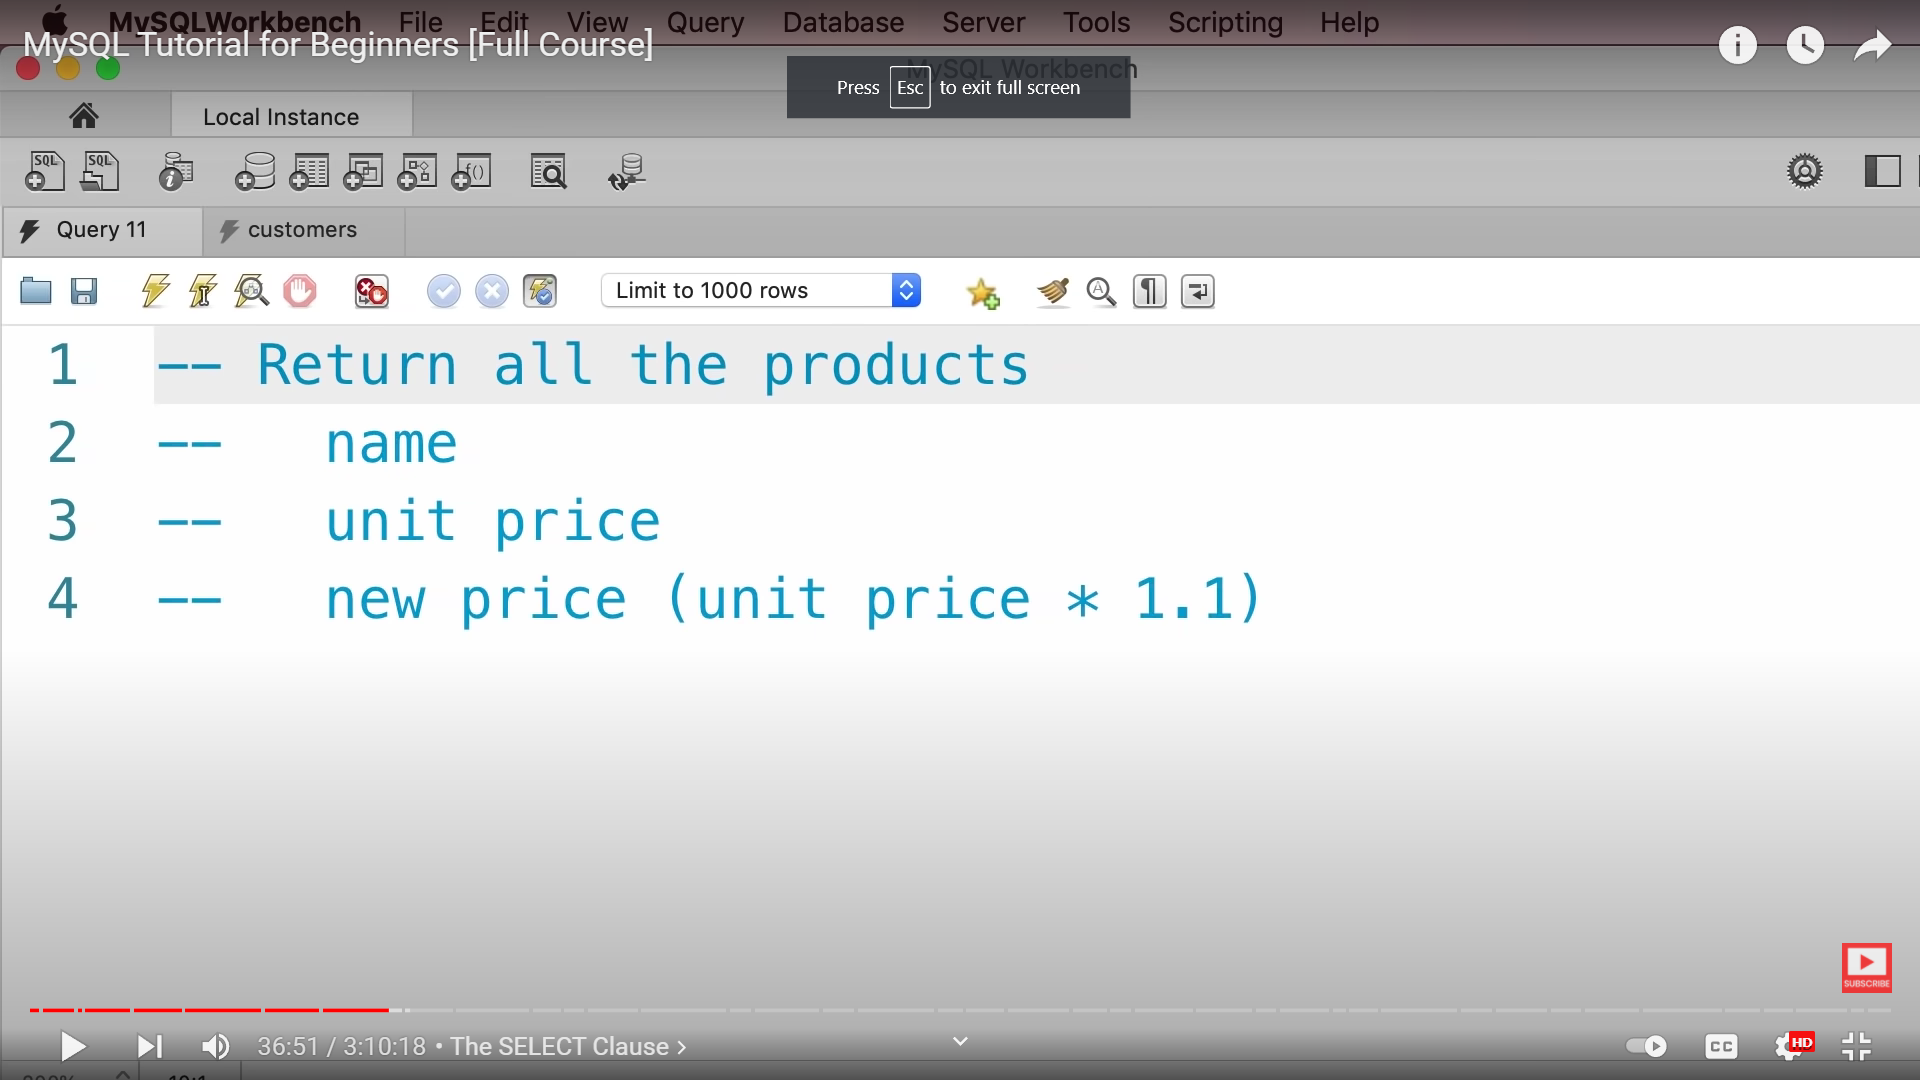 MySQLWorkbench File Edit View Query Database Server Tools Scripting Help
MySQL Tutorial for Beginners [Full Course]
MySQL Workbench
Press Esc to exit full screen
Local Instance
SQL SQL
Query 11 customers
Limit to 1000 rows
1 -- Return all the products
2 -- name
3 -- unit price
4 -- new price (unit price * 1.1)
SUBSCRIBE
36:51 / 3:10:18 • The SELECT Clause >
CC HD